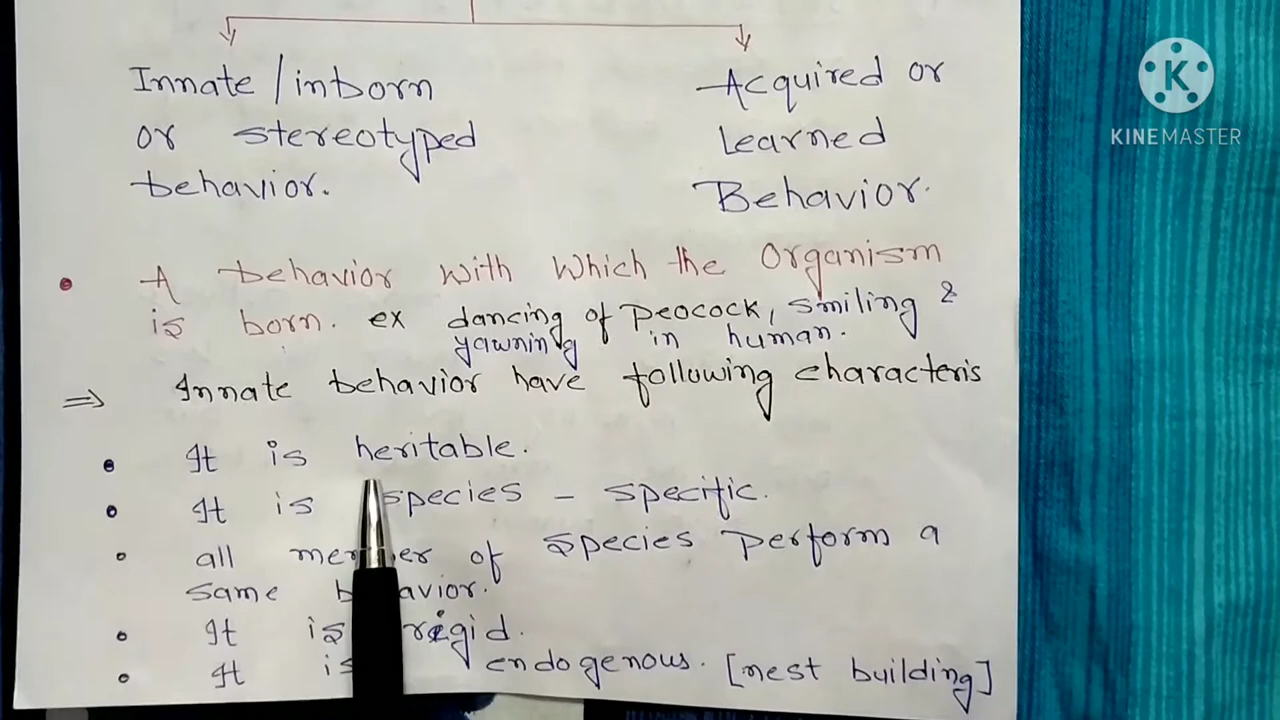 Innate / inborn
or stereotyped
behavior.
Acquired or
Learned
Behavior.
K
KINEMASTER
• A behavior with which the organism
is born. ex dancing of peocock, smiling &
yawning in human.
⇒ Innate behavior have following characteris
• It is heritable.
• It is species - specific.
• all member of species perform a
same behavior.
• It is rigid.
• It is endogenous. [nest building]